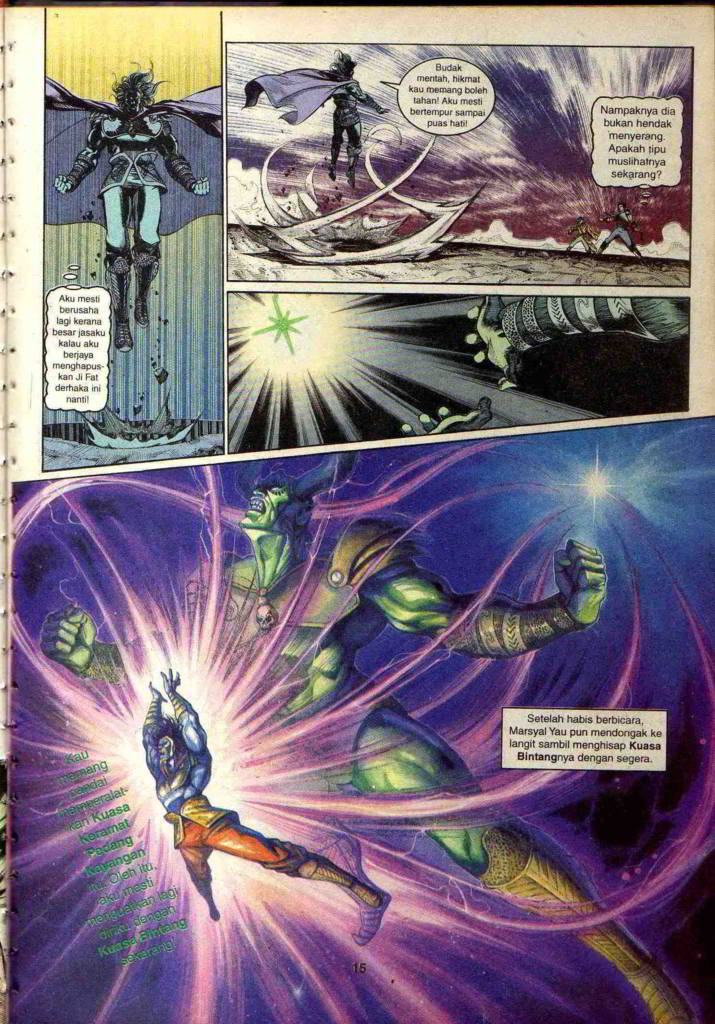 Aku mesti
berusaha
lagi kerana
besar jasaku
kalau aku
berjaya
menghapus-
kan Ji Fat
derhaka ini
nanti!
Budak
mentah, hikmat
kau memang boleh
tahan! Aku mesti
bertempur sampai
puas hati!
Nampaknya dia
bukan hendak
menyerang.
Apakah tipu
muslihatnya
sekarang?
Setelah habis berbicara,
Marsyal Yau pun mendongak ke
langit sambil menghisap Kuasa
Bintangnya dengan segera.
Kau
memang
pandai
memperalat-
kan Kuasa
Keramat
Pedang
Kayangan
itu. Oleh itu,
aku mesti
menguatkan lagi
diriku dengan
Kuasa Bintang
sekarang!
15